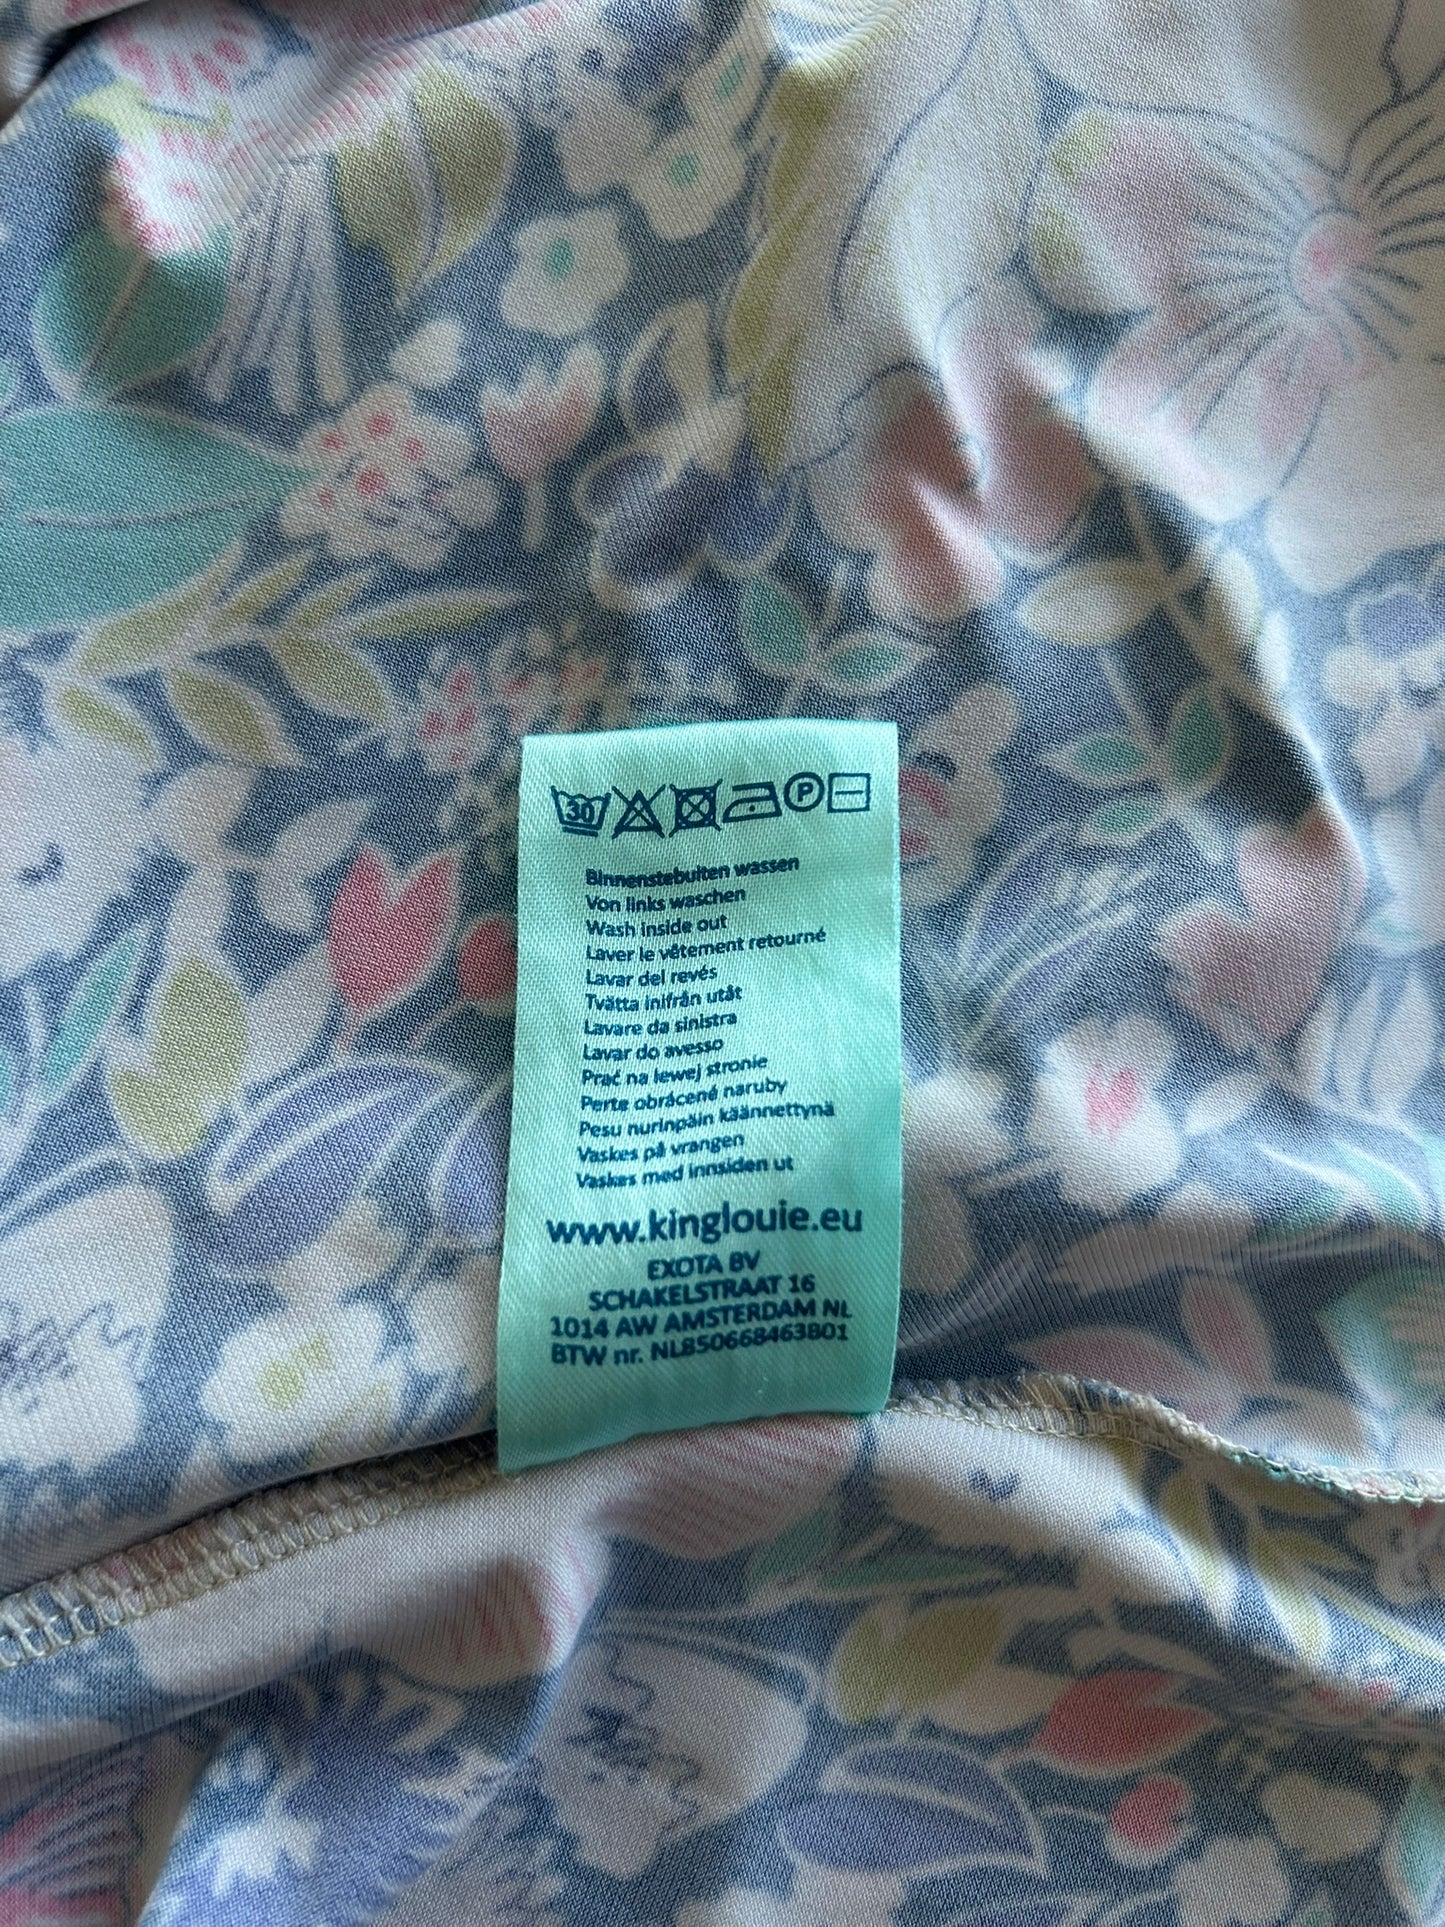 30 P
Binnenstebuiten wassen
Von links waschen
Wash inside out
Laver le vêtement retourné
Lavar del revés
Tvätta inifrån utåt
Lavare da sinistra
Lavar do avesso
Prać na lewej stronie
Perte obrácené naruby
Pesu nurinpäin käännettynä
Vaskes på vrangen
Vaskes med innsiden ut
www.kinglouie.eu
EXOTA BV
SCHAKELSTRAAT 16
1014 AW AMSTERDAM NL
BTW nr. NL850668463B01